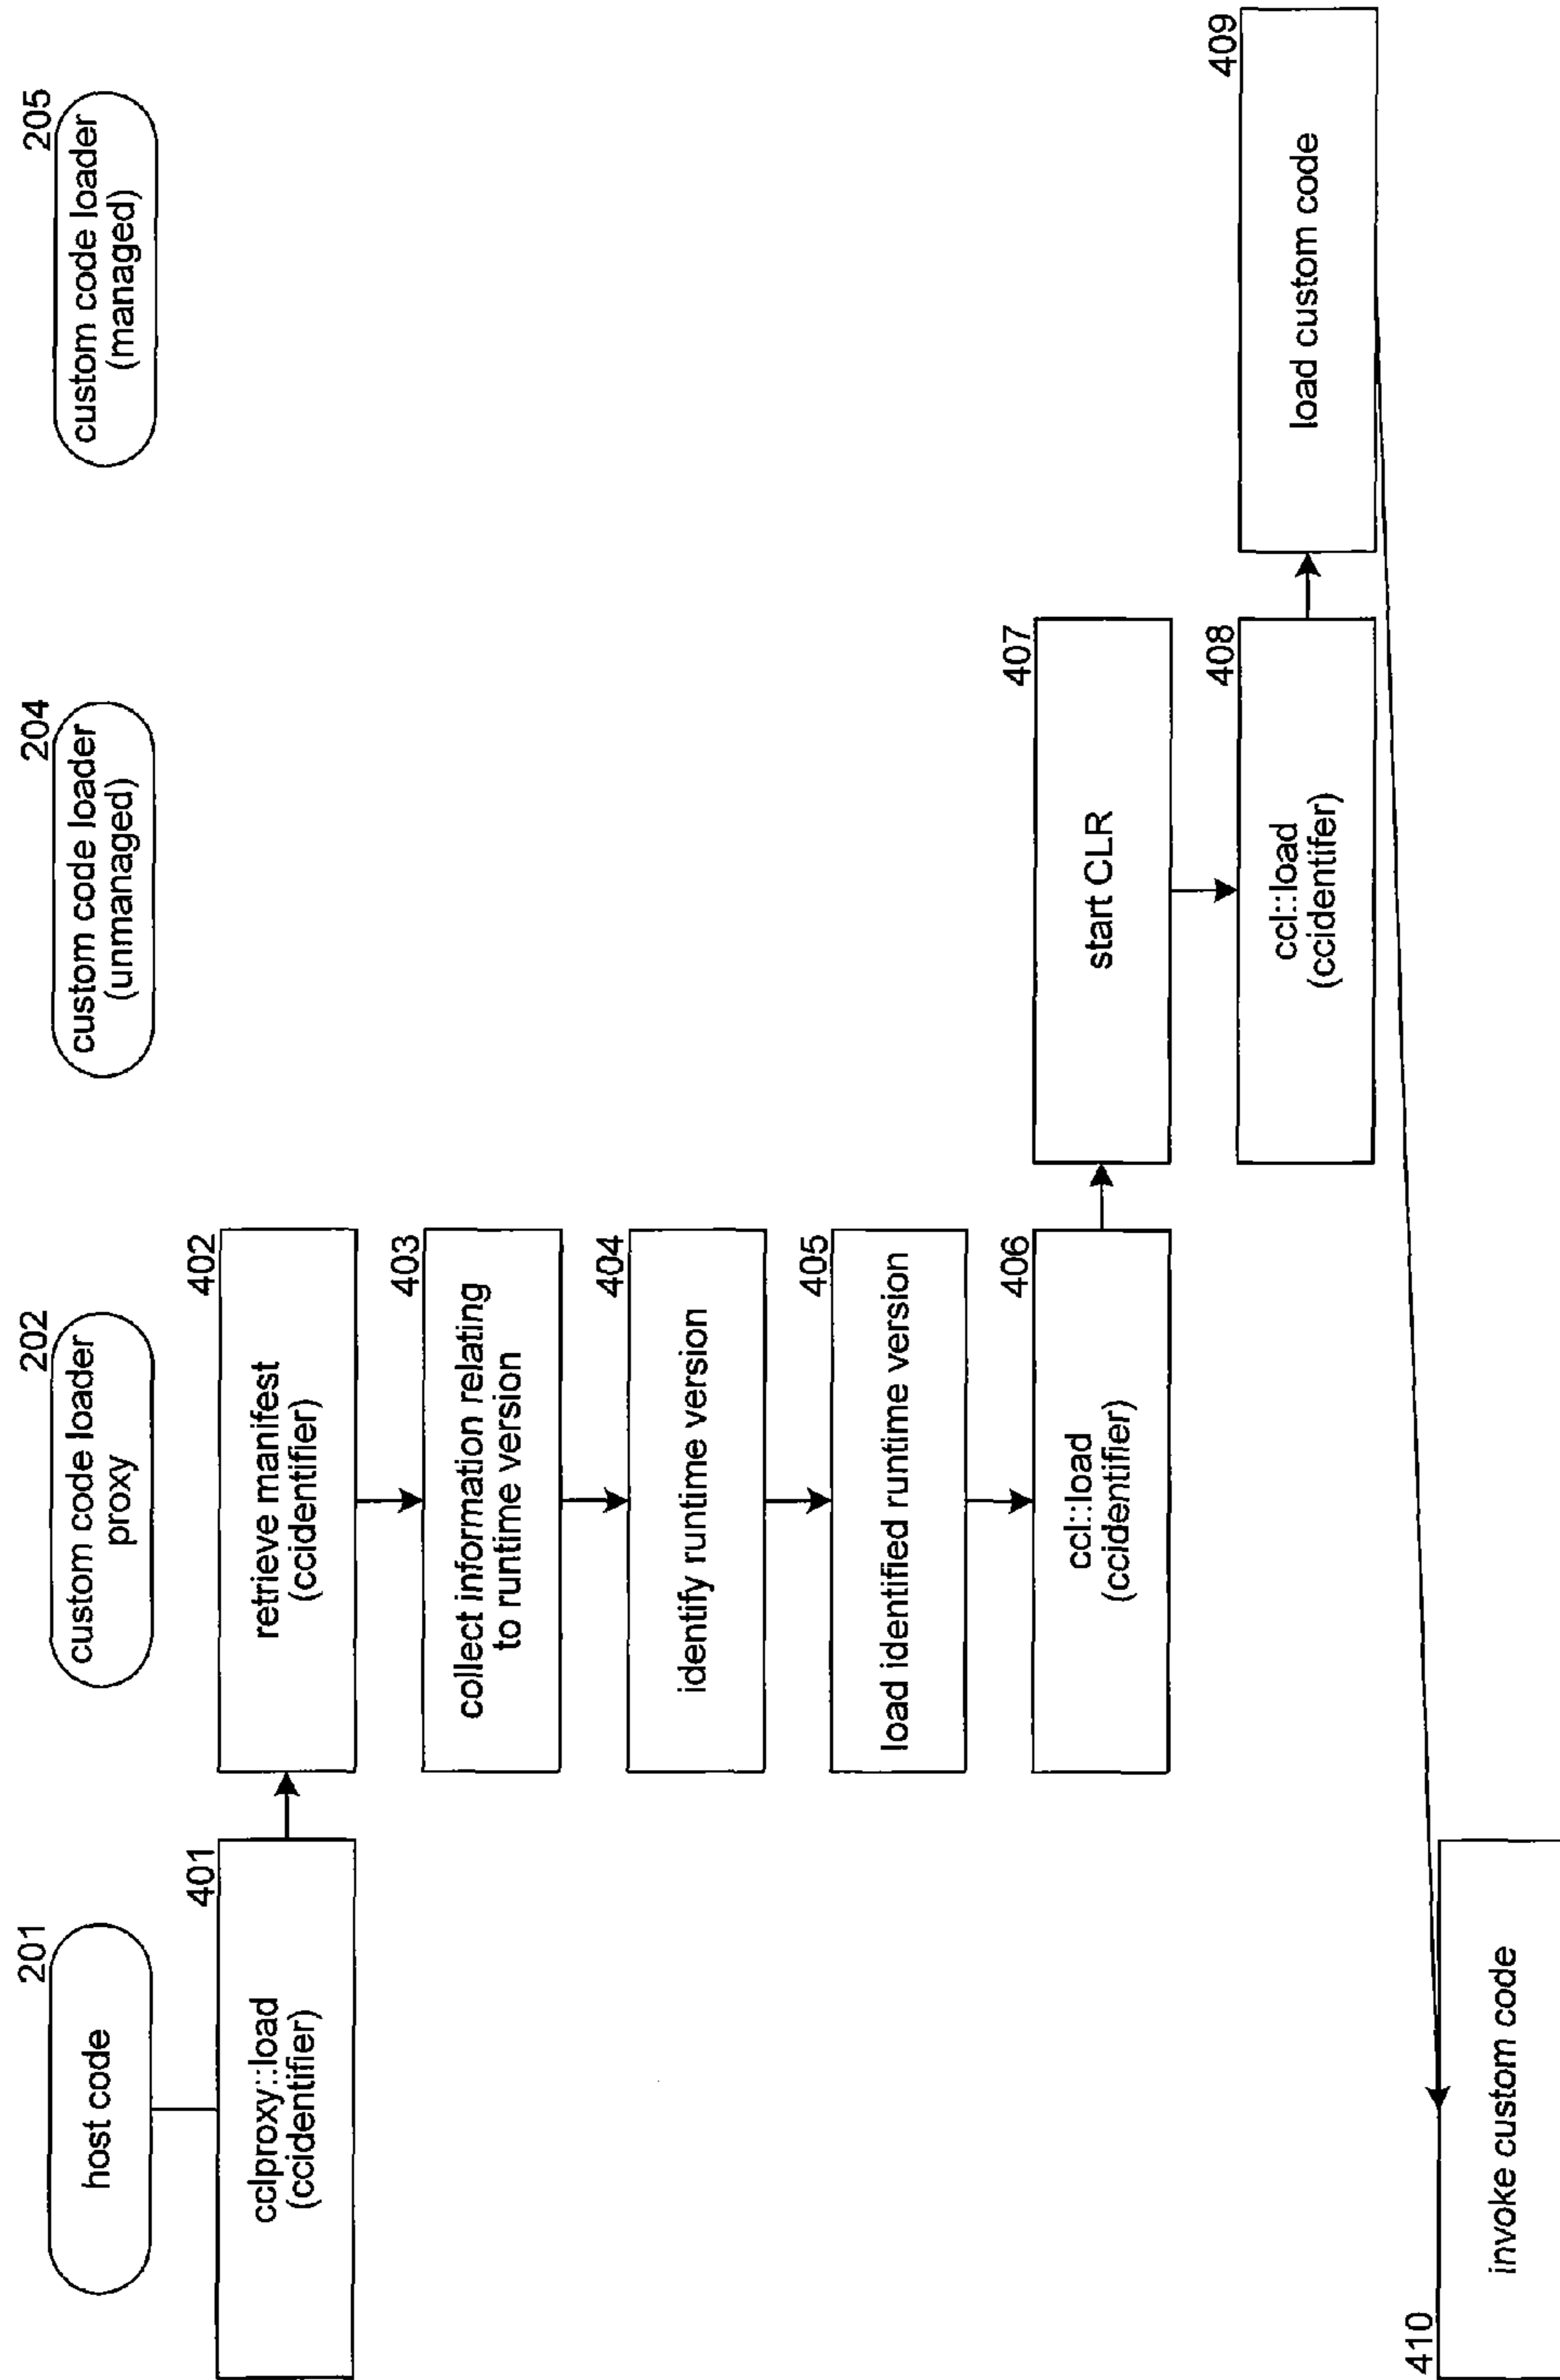 201
host code
202
custom code loader
proxy
204
custom code loader
(unmanaged)
205
custom code loader
(managed)
401
cclproxy::load
(ccidentifier)
402
retrieve manifest
(ccidentifier)
403
collect information relating
to runtime version
404
identify runtime version
405
load identified runtime version
406
ccl::load
(ccidentifier)
407
start CLR
408
ccl::load
(ccidentifer)
409
load custom code
410
invoke custom code